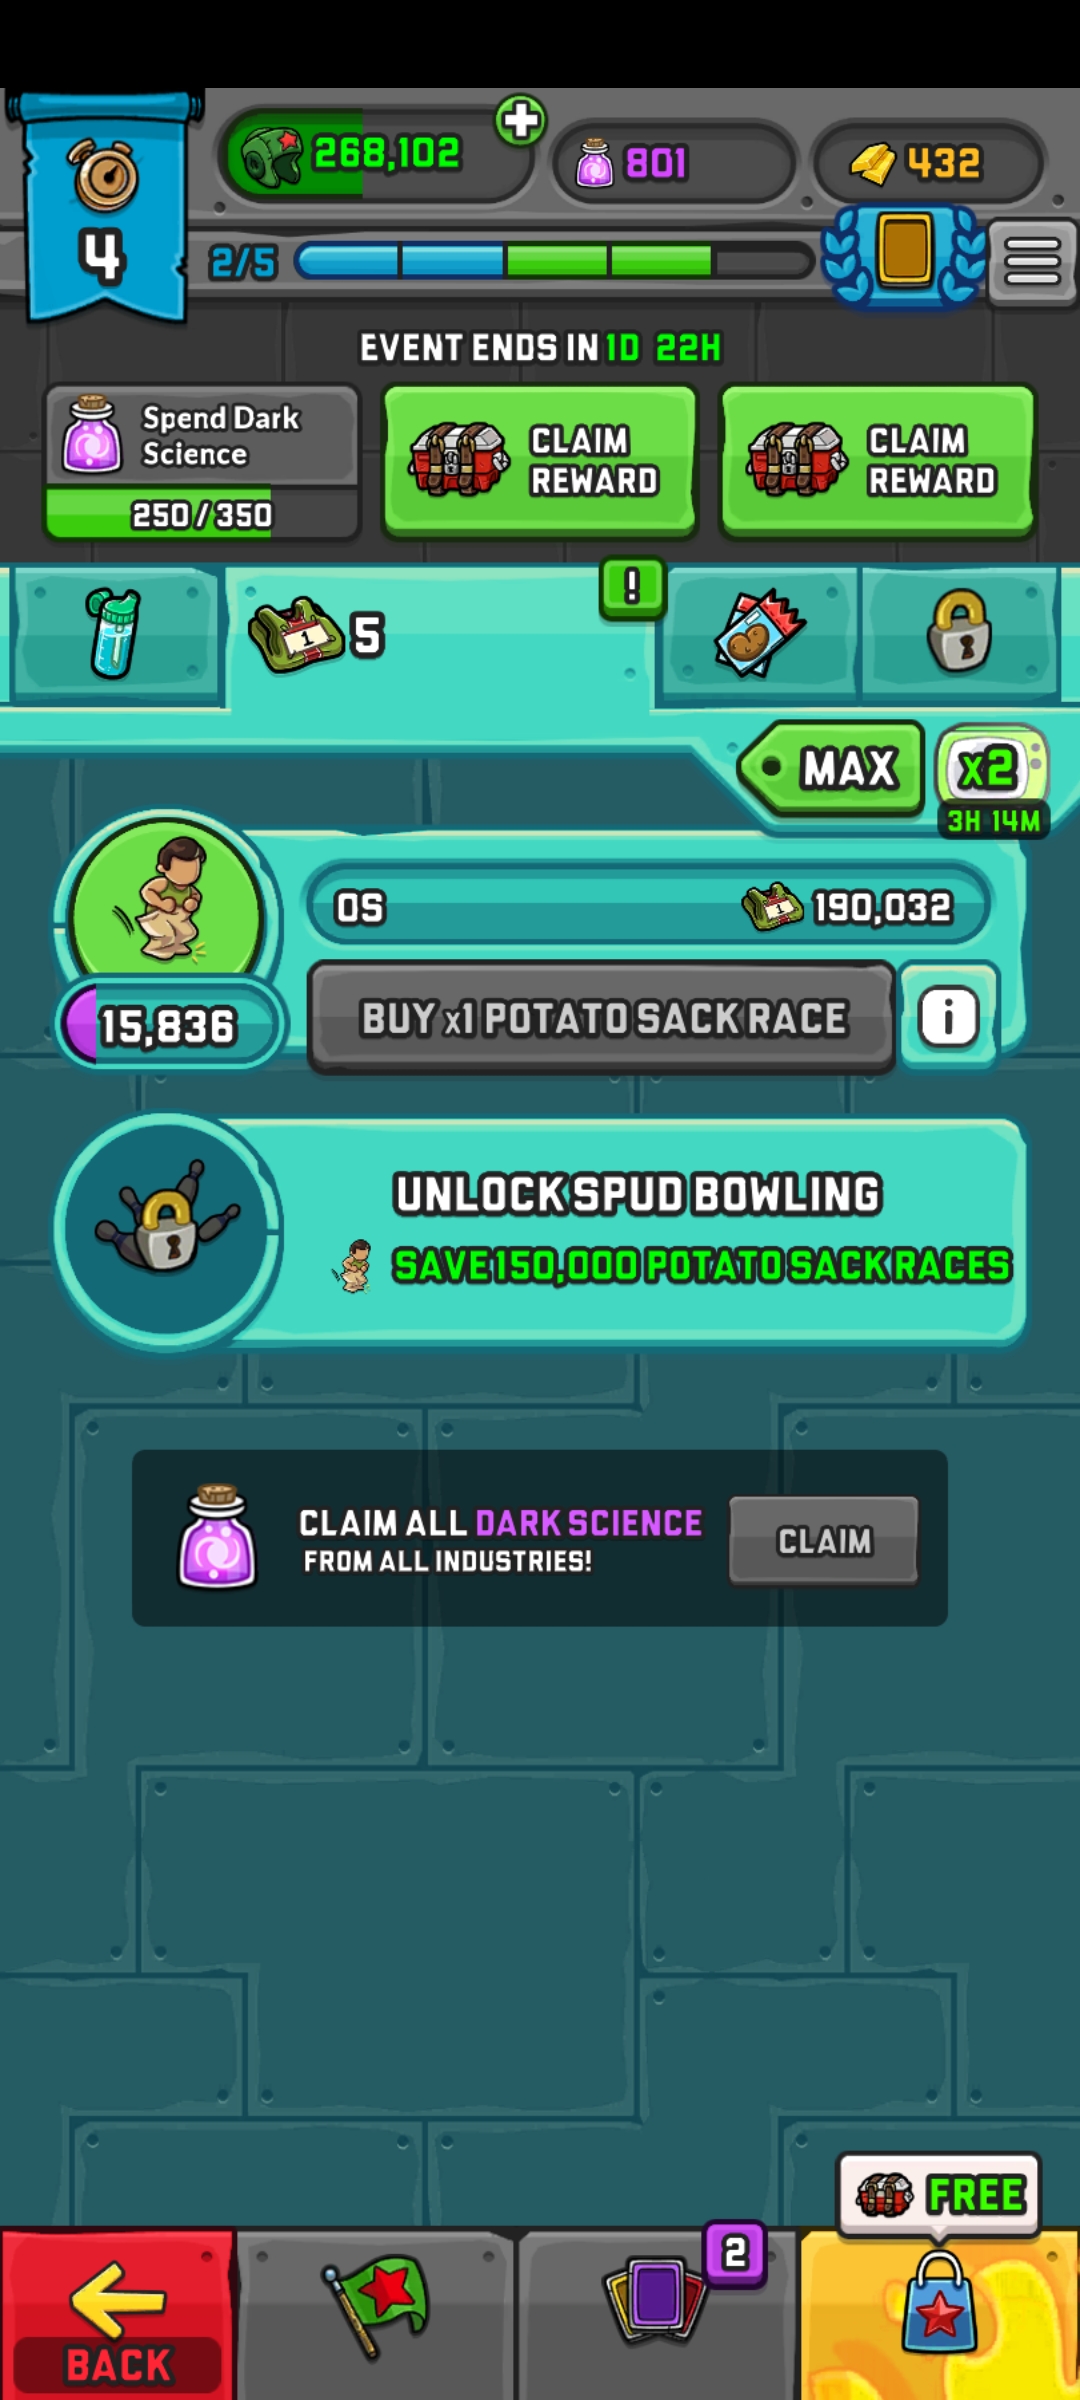 268,102
801
432
4
2/5
EVENT ENDS IN 1D 22H
Spend Dark
Science
250/350
CLAIM
REWARD
CLAIM
REWARD
1
5
!
MAX
x2
3H 14M
0S
1
190,032
15,836
BUY x1 POTATO SACK RACE
i
UNLOCK SPUD BOWLING
SAVE 150,000 POTATO SACK RACES
CLAIM ALL DARK SCIENCE
FROM ALL INDUSTRIES!
CLAIM
FREE
2
BACK